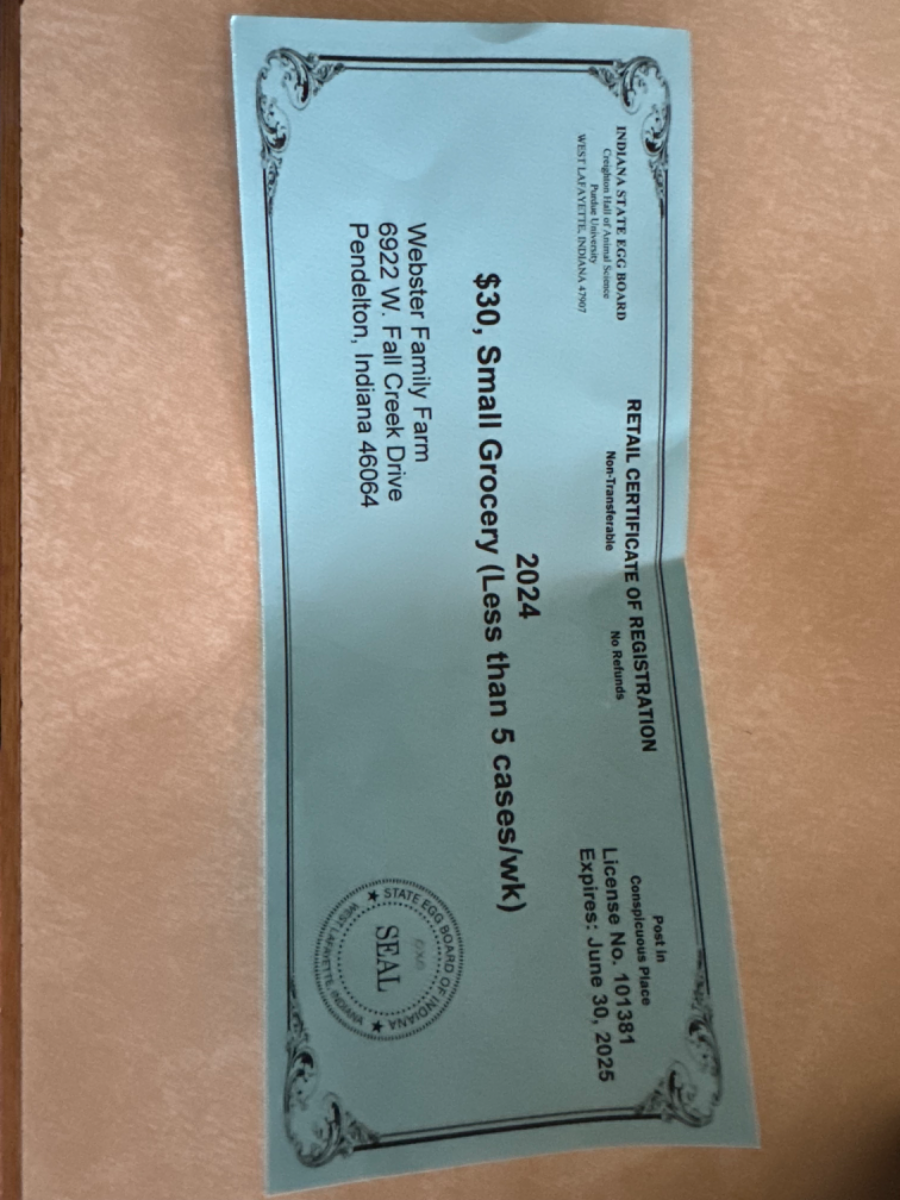 INDIANA STATE EGG BOARD
Creighton Hall of Animal Science
Purdue University
WEST LAFAYETTE, INDIANA 47907
RETAIL CERTIFICATE OF REGISTRATION
Non-Transferable No Refunds
Post in
Conspicuous Place
License No. 101381
Expires: June 30, 2025
2024
$30, Small Grocery (Less than 5 cases/wk)
Webster Family Farm
6922 W. Fall Creek Drive
Pendelton, Indiana 46064
STATE EGG BOARD OF INDIANA
SEAL
WEST LAFAYETTE, INDIANA